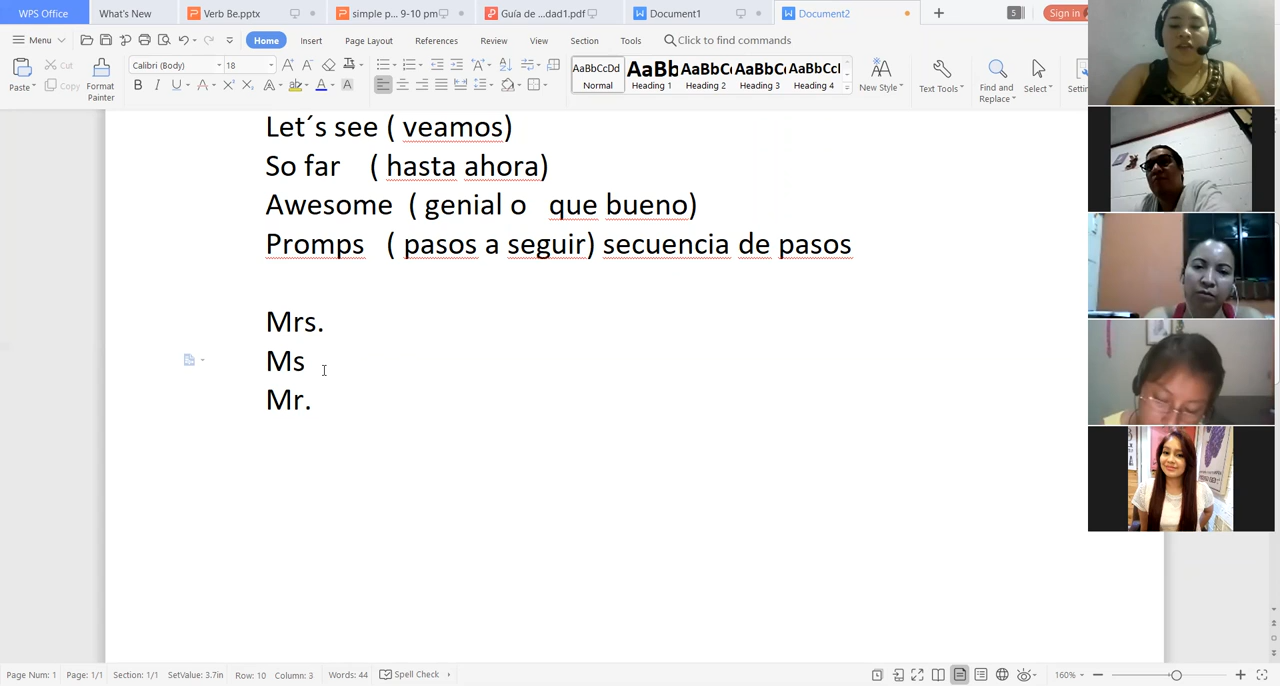 WPS Office What's New Verb Be.pptx simple p... 9-10 pm Guía de ...dad1.pdf Document1 Document2 5 Sign in
Menu Home Insert Page Layout References Review View Section Tools Click to find commands
Paste Cut Copy Format Painter Calibri (Body) 18 AaBbCcDd Normal AaBb Heading 1 AaBbC Heading 2 AaBbC Heading 3 AaBbCcl Heading 4 New Style Text Tools Find and Replace Select
Let´s see ( veamos)
So far ( hasta ahora)
Awesome ( genial o que bueno)
Promps ( pasos a seguir) secuencia de pasos
Mrs.
Ms
Mr.
Page Num: 1 Page: 1/1 Section: 1/1 SetValue: 3.7in Row: 10 Column: 3 Words: 44 Spell Check 160%